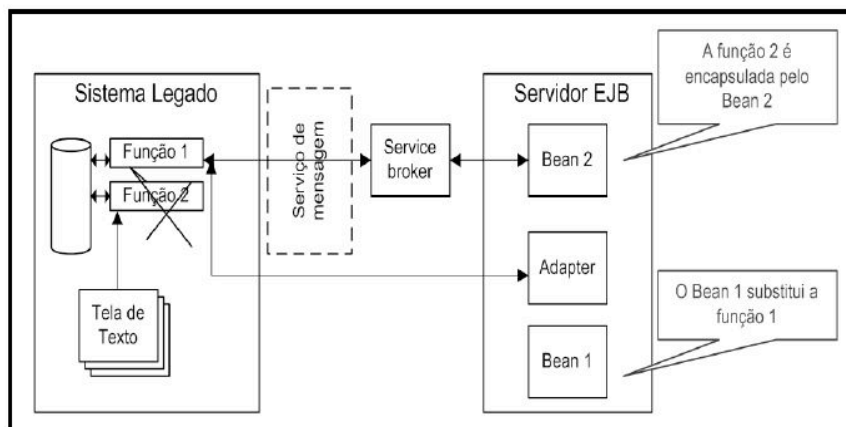 Sistema Legado
Função 1
Função 2
Tela de
Texto
Serviço de
mensagem
Service
broker
Servidor EJB
Bean 2
Adapter
Bean 1
A função 2 é
encapsulada pelo
Bean 2
O Bean 1 substitui a
função 1